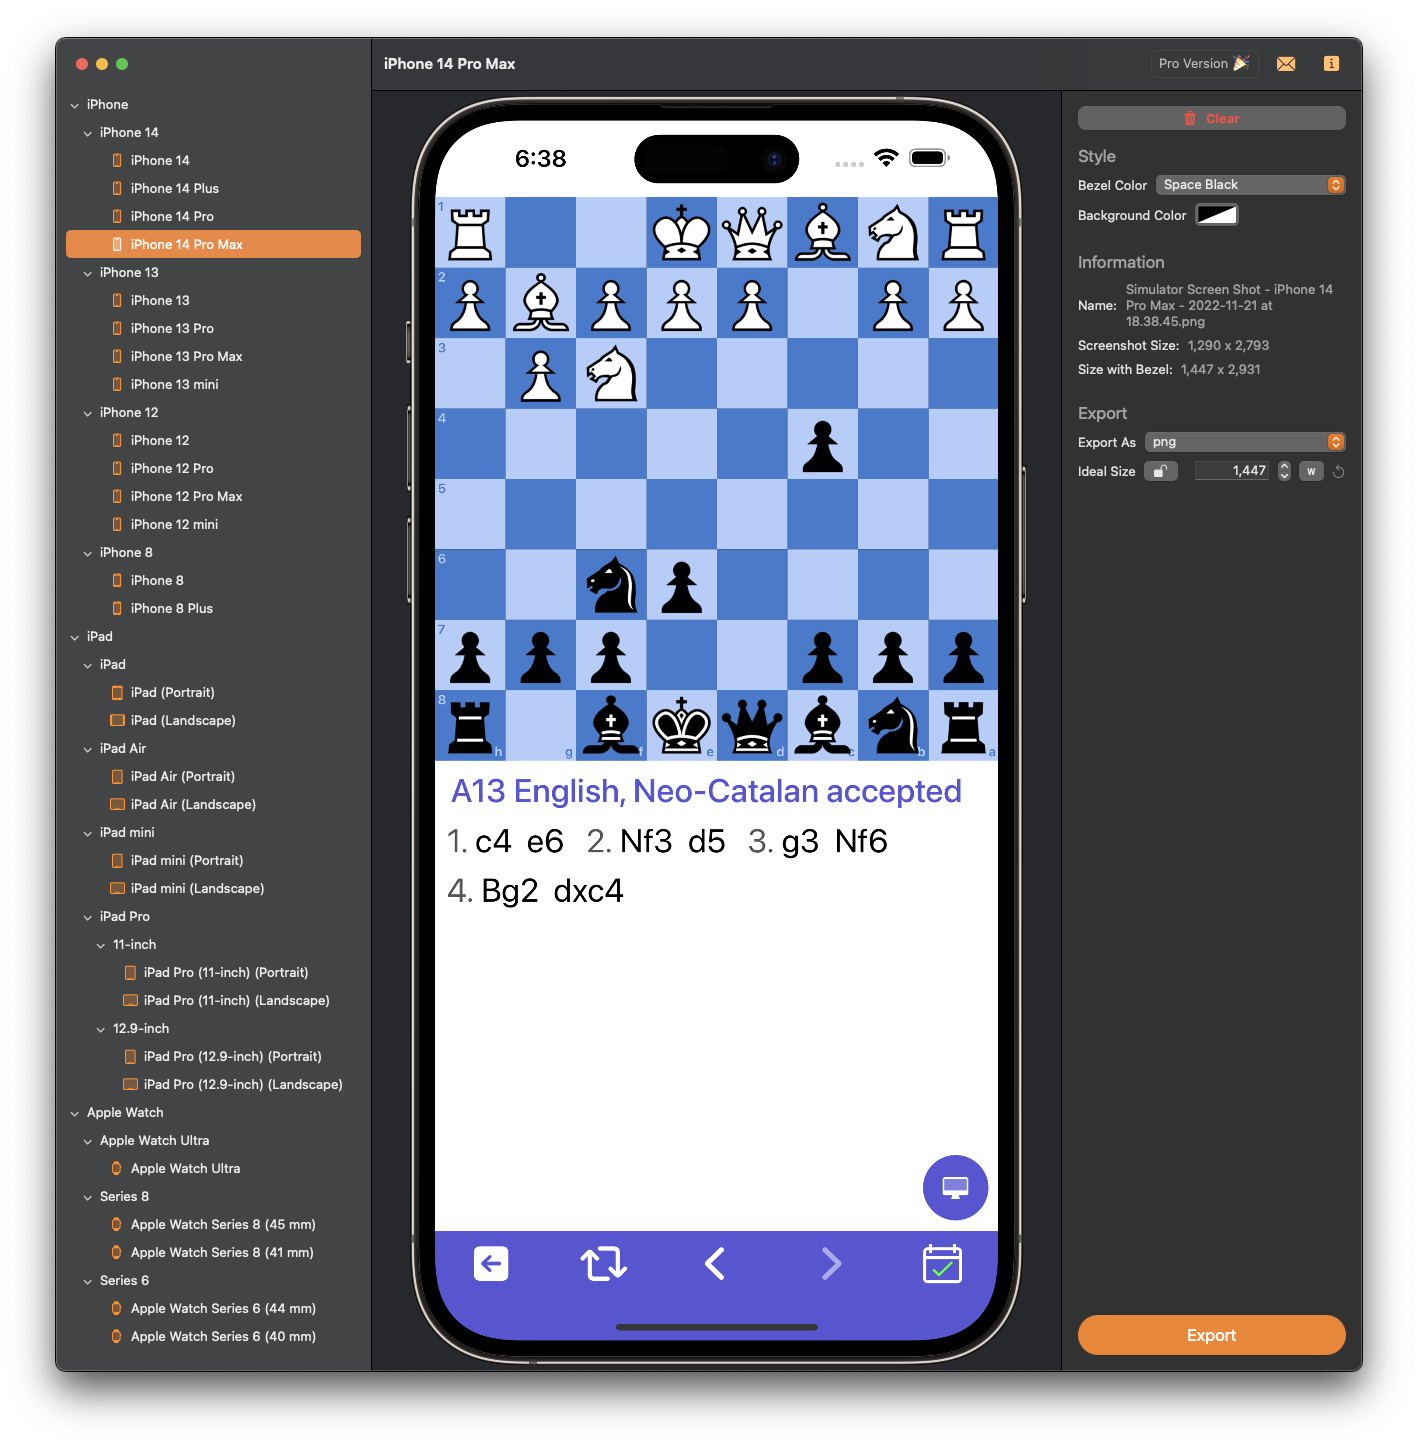 iPhone
iPhone 14
iPhone 14
iPhone 14 Plus
iPhone 14 Pro
iPhone 14 Pro Max
iPhone 13
iPhone 13
iPhone 13 Pro
iPhone 13 Pro Max
iPhone 13 mini
iPhone 12
iPhone 12
iPhone 12 Pro
iPhone 12 Pro Max
iPhone 12 mini
iPhone 8
iPhone 8
iPhone 8 Plus
iPad
iPad
iPad (Portrait)
iPad (Landscape)
iPad Air
iPad Air (Portrait)
iPad Air (Landscape)
iPad mini
iPad mini (Portrait)
iPad mini (Landscape)
iPad Pro
11-inch
iPad Pro (11-inch) (Portrait)
iPad Pro (11-inch) (Landscape)
12.9-inch
iPad Pro (12.9-inch) (Portrait)
iPad Pro (12.9-inch) (Landscape)
Apple Watch
Apple Watch Ultra
Apple Watch Ultra
Series 8
Apple Watch Series 8 (45 mm)
Apple Watch Series 8 (41 mm)
Series 6
Apple Watch Series 6 (44 mm)
Apple Watch Series 6 (40 mm)
iPhone 14 Pro Max
Pro Version 🎉
6:38
1
2
3
4
5
6
7
8
h g f e d c b a
A13 English, Neo-Catalan accepted
1. c4 e6 2. Nf3 d5 3. g3 Nf6
4. Bg2 dxc4
Clear
Style
Bezel Color Space Black
Background Color
Information
Name: Simulator Screen Shot - iPhone 14
Pro Max - 2022-11-21 at
18.38.45.png
Screenshot Size: 1,290 x 2,793
Size with Bezel: 1,447 x 2,931
Export
Export As png
Ideal Size 1,447 w
Export